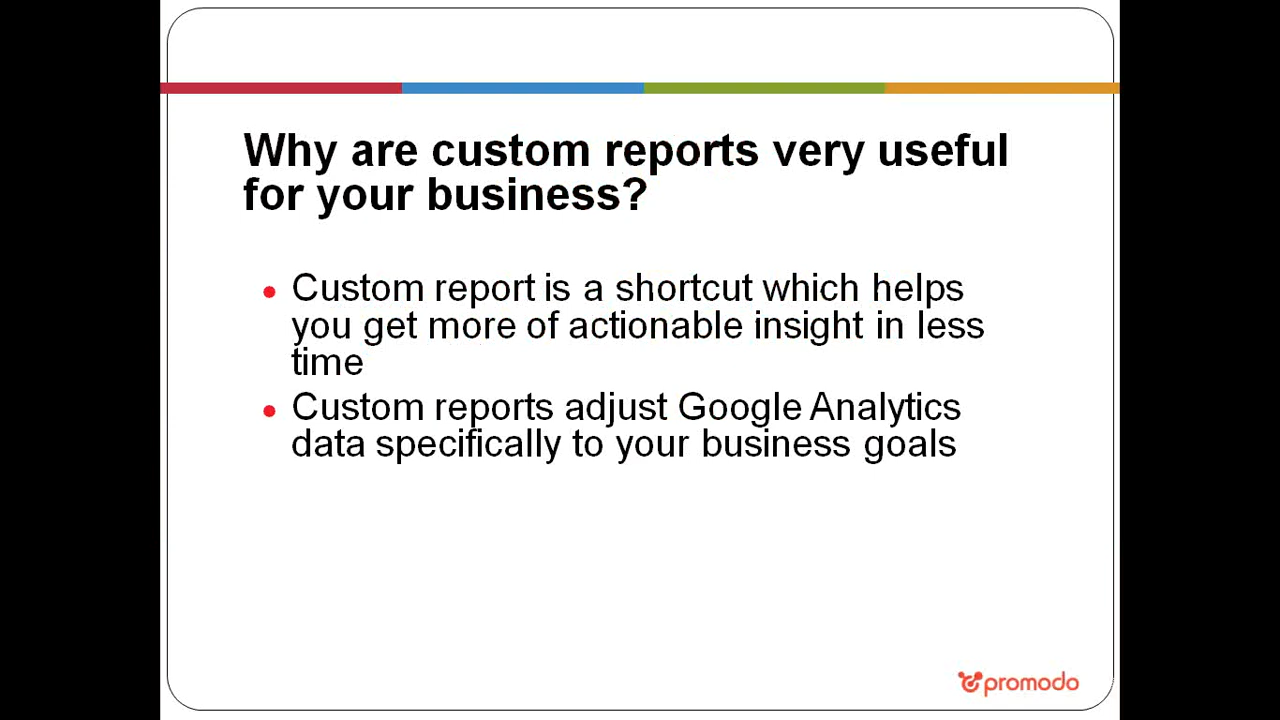 Why are custom reports very useful
for your business?
Custom report is a shortcut which helps
you get more of actionable insight in less
time
Custom reports adjust Google Analytics
data specifically to your business goals
promodo